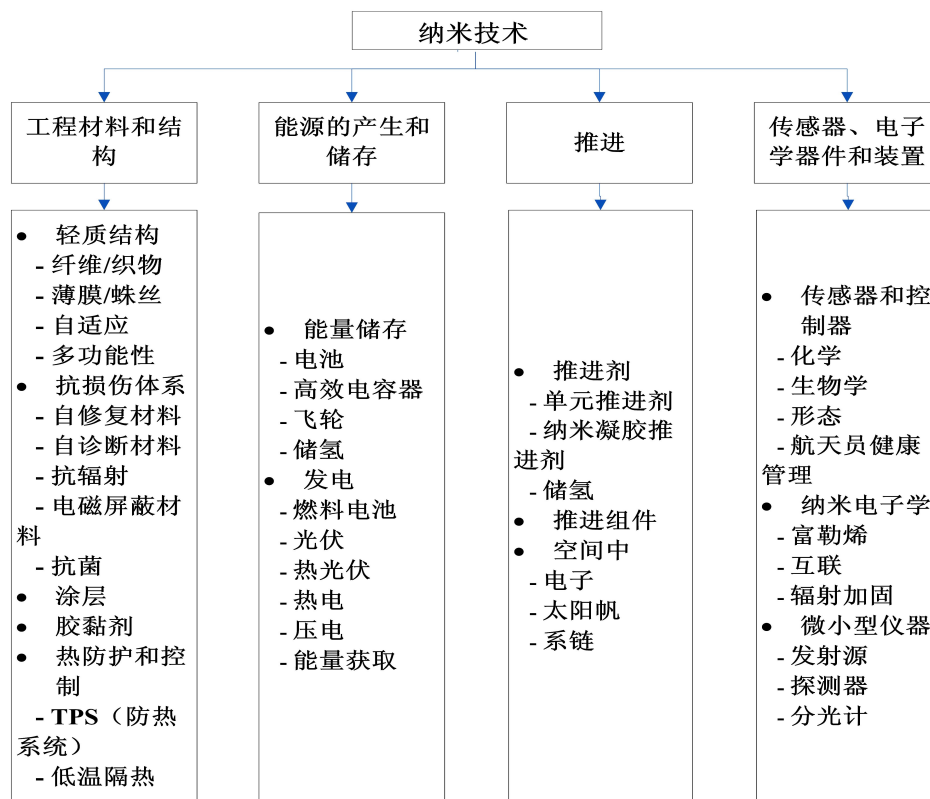 纳米技术
工程材料和结
构
能源的产生和
储存
推进
传感器、电子
学器件和装置
● 轻质结构
- 纤维/织物
- 薄膜/蛛丝
- 自适应
- 多功能性
● 抗损伤体系
- 自修复材料
- 自诊断材料
- 抗辐射
- 电磁屏蔽材
料
- 抗菌
● 涂层
● 胶黏剂
● 热防护和控
制
- TPS（防热
系统）
- 低温隔热
● 能量储存
- 电池
- 高效电容器
- 飞轮
- 储氢
● 发电
- 燃料电池
- 光伏
- 热光伏
- 热电
- 压电
- 能量获取
● 推进剂
- 单元推进剂
- 纳米凝胶推
进剂
- 储氢
● 推进组件
● 空间中
- 电子
- 太阳帆
- 系链
● 传感器和控
制器
- 化学
- 生物学
- 形态
- 航天员健康
管理
● 纳米电子学
- 富勒烯
- 互联
- 辐射加固
● 微小型仪器
- 发射源
- 探测器
- 分光计